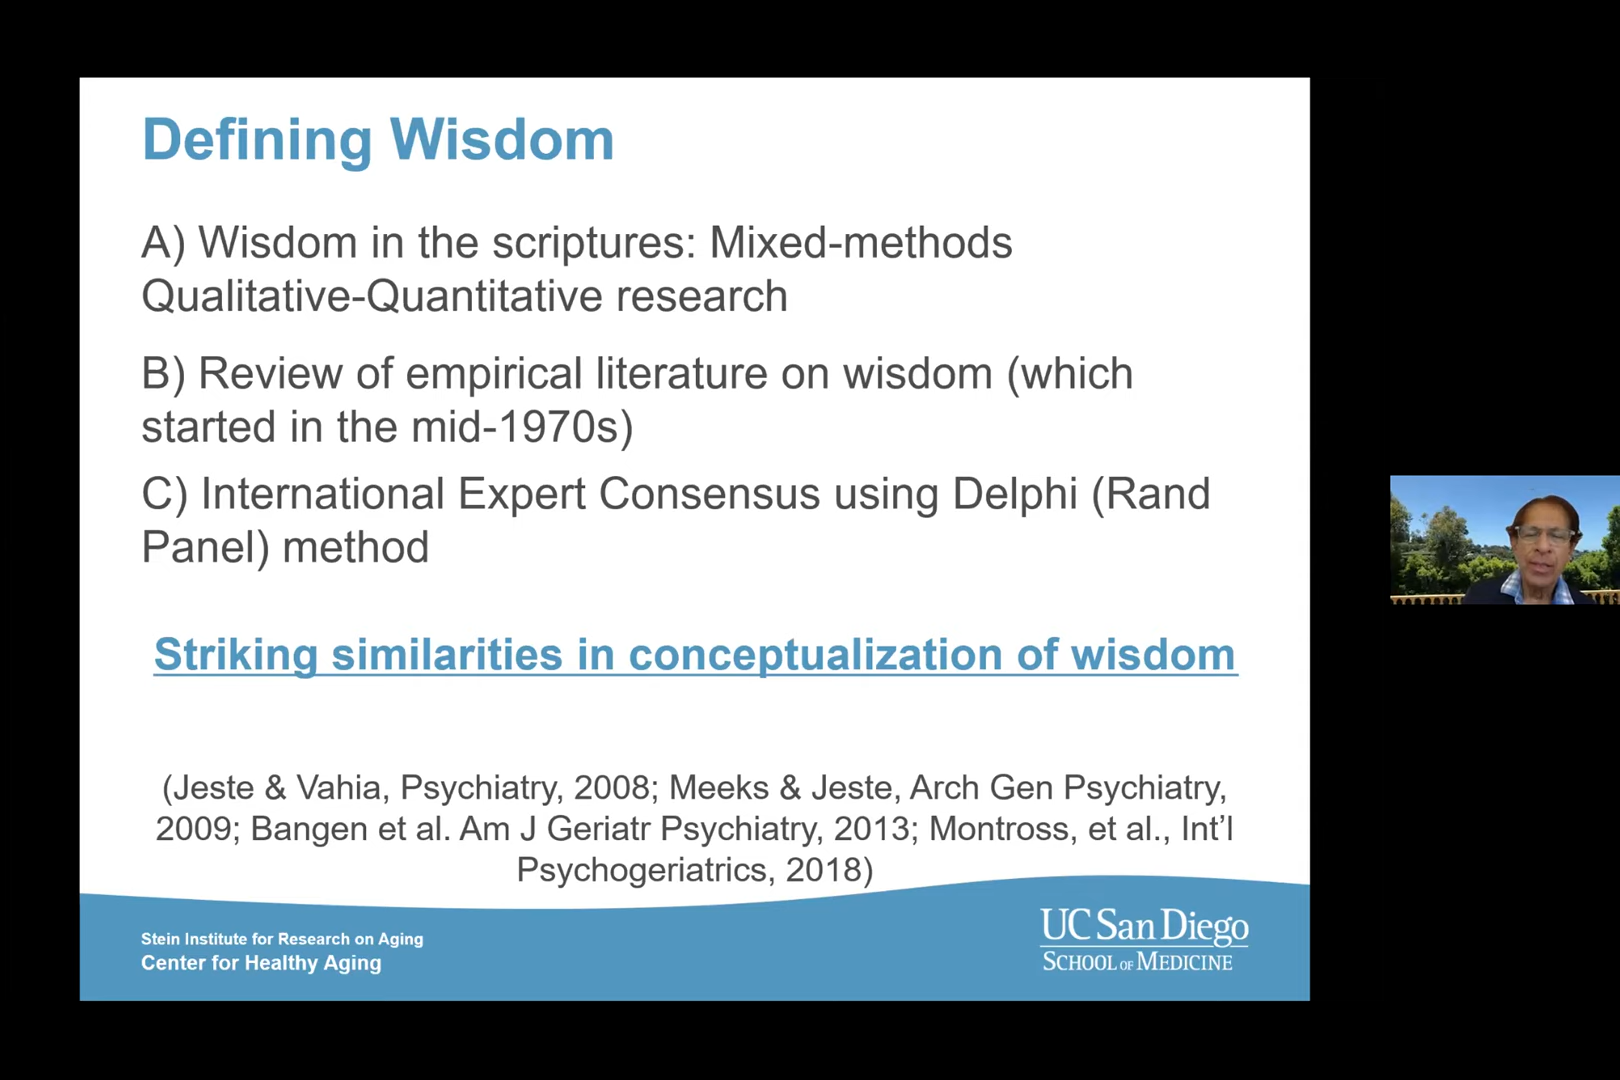 Defining Wisdom
A) Wisdom in the scriptures: Mixed-methods
Qualitative-Quantitative research
B) Review of empirical literature on wisdom (which
started in the mid-1970s)
C) International Expert Consensus using Delphi (Rand
Panel) method
Striking similarities in conceptualization of wisdom
(Jeste & Vahia, Psychiatry, 2008; Meeks & Jeste, Arch Gen Psychiatry,
2009; Bangen et al. Am J Geriatr Psychiatry, 2013; Montross, et al., Int’l
Psychogeriatrics, 2018)
Stein Institute for Research on Aging
Center for Healthy Aging
UC San Diego
SCHOOL OF MEDICINE